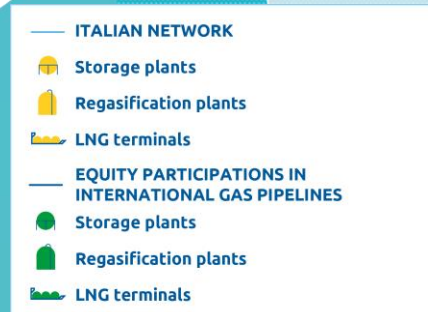 ITALIAN NETWORK
Storage plants
Regasification plants
LNG terminals
EQUITY PARTICIPATIONS IN
INTERNATIONAL GAS PIPELINES
Storage plants
Regasification plants
LNG terminals